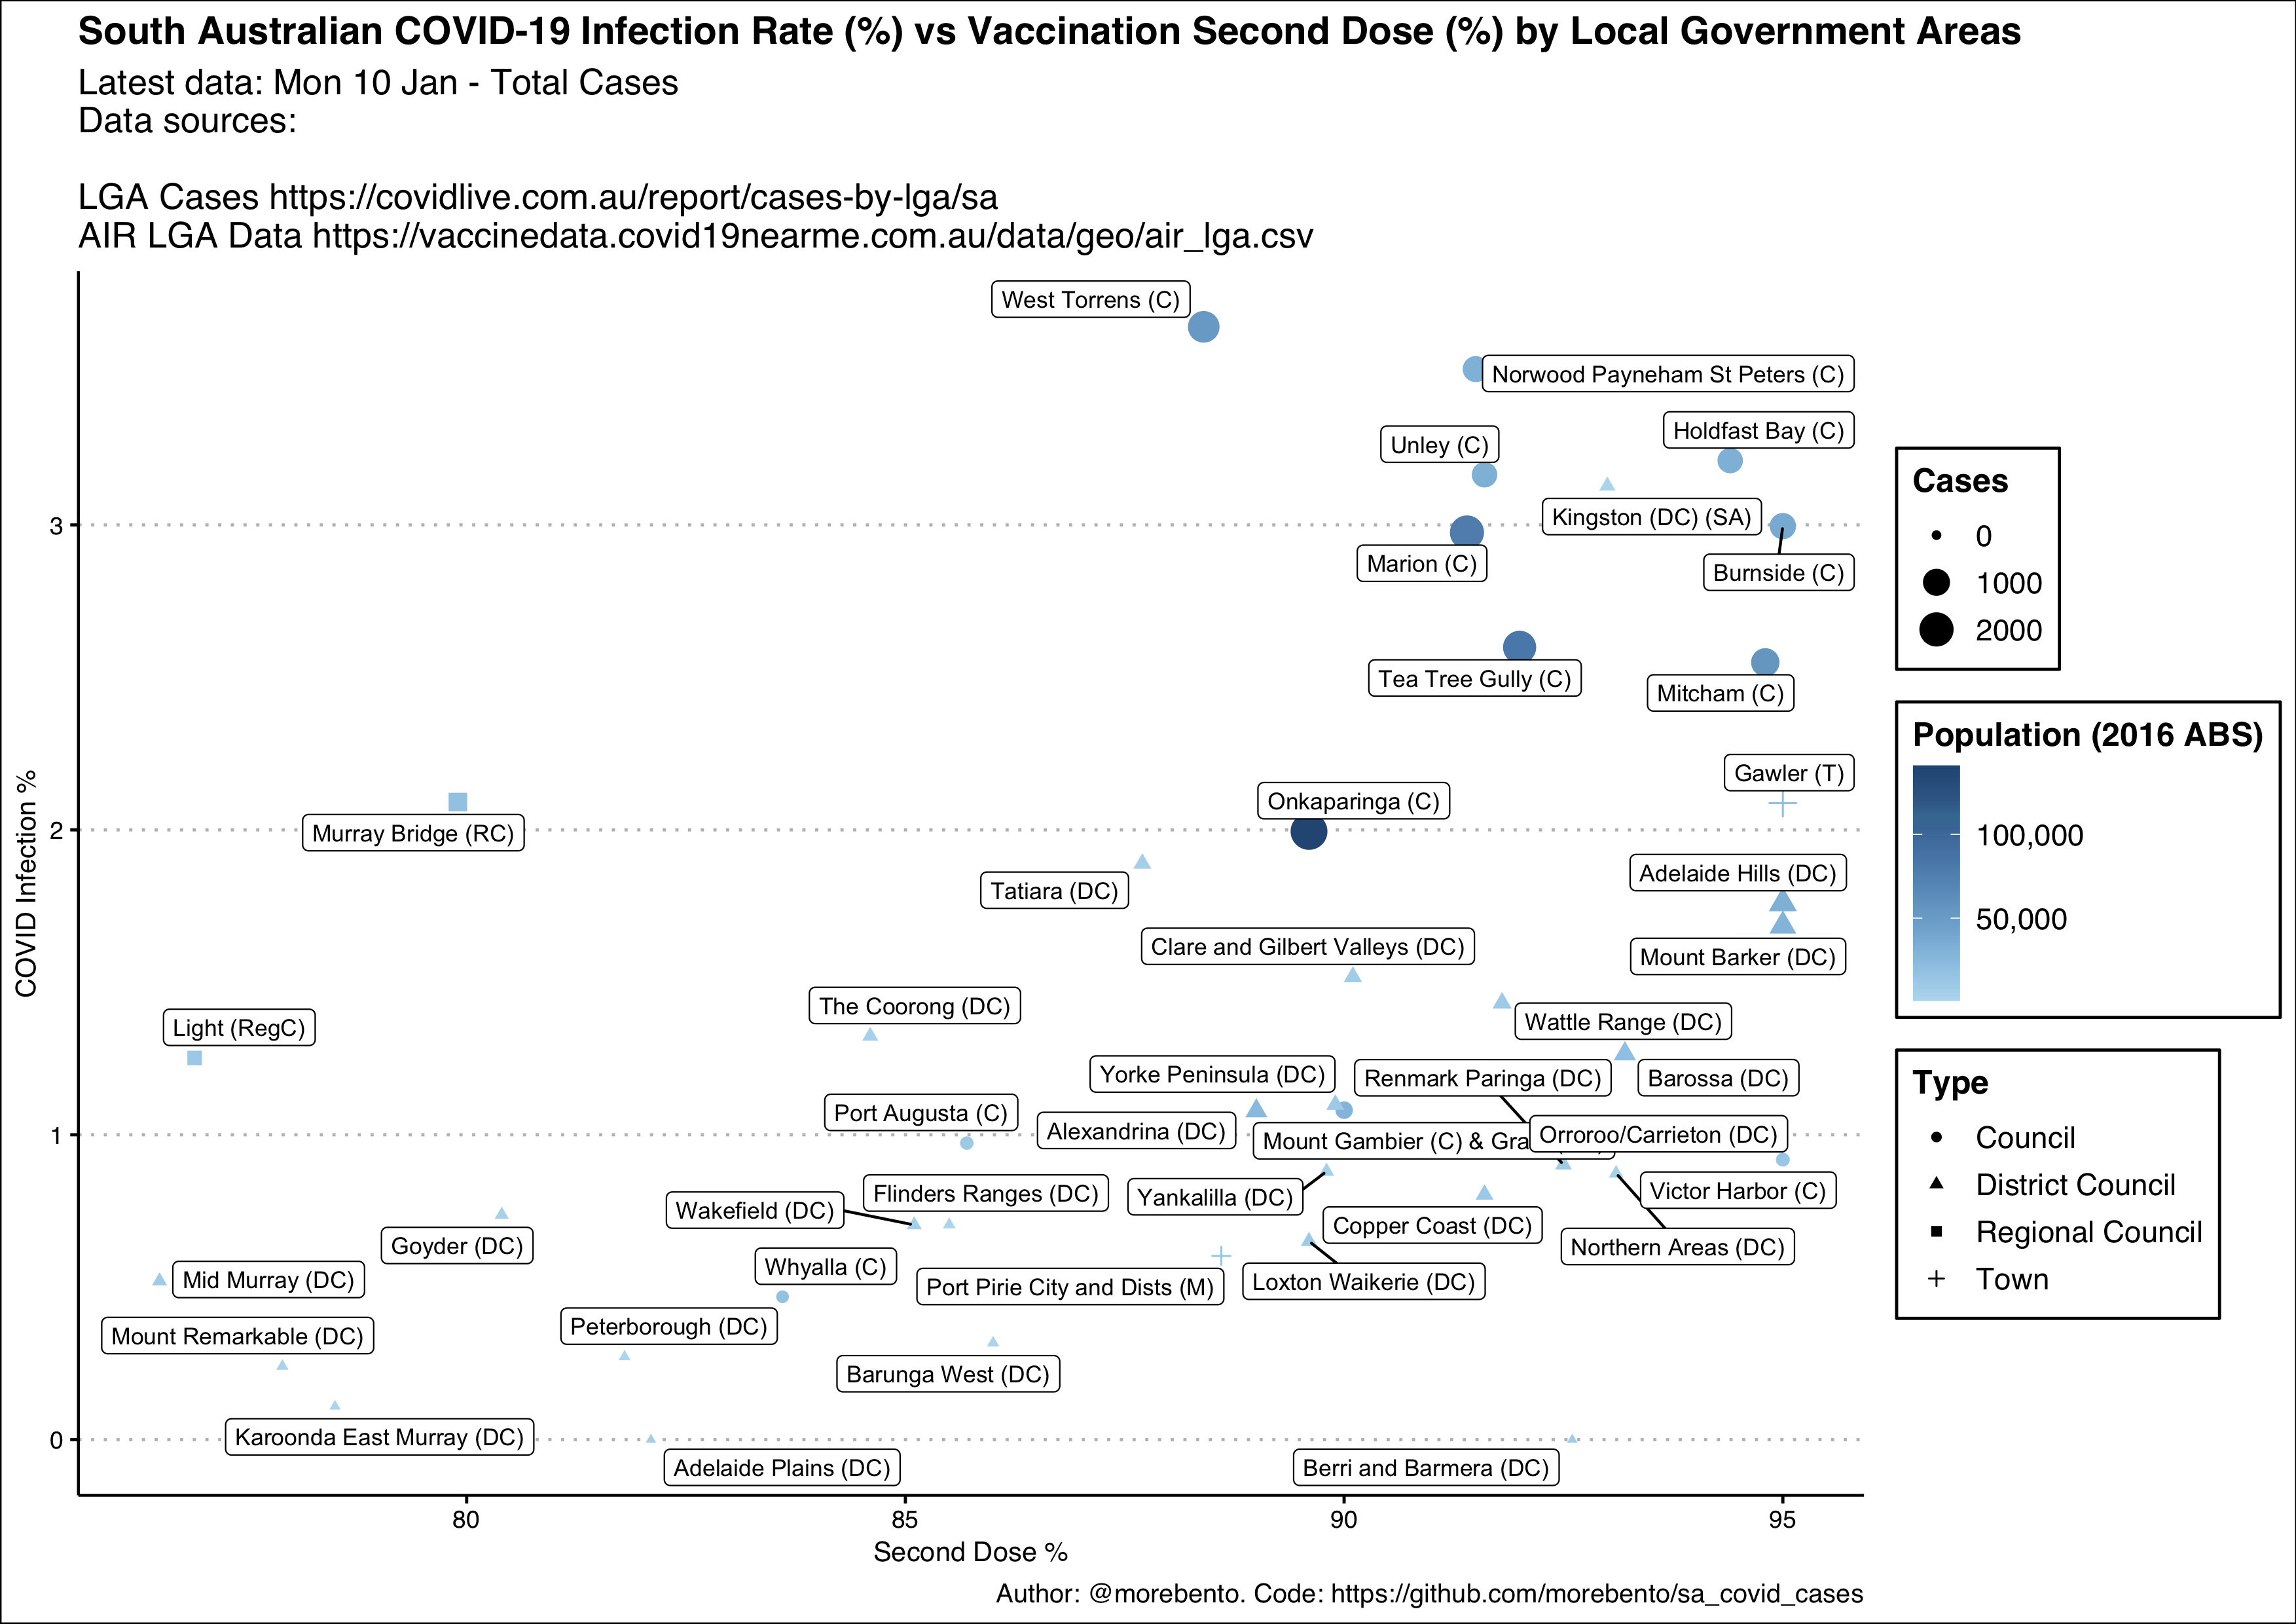 South Australian COVID-19 Infection Rate (%) vs Vaccination Second Dose (%) by Local Government Areas
Latest data: Mon 10 Jan - Total Cases
Data sources:
LGA Cases https://covidlive.com.au/report/cases-by-lga/sa
AIR LGA Data https://vaccinedata.covid19nearme.com.au/data/geo/air_lga.csv
West Torrens (C)
Norwood Payneham St Peters (C)
Holdfast Bay (C)
Unley (C)
Kingston (DC) (SA)
Marion (C)
Burnside (C)
Tea Tree Gully (C)
Mitcham (C)
Gawler (T)
Onkaparinga (C)
Murray Bridge (RC)
Tatiara (DC)
Adelaide Hills (DC)
Clare and Gilbert Valleys (DC)
Mount Barker (DC)
The Coorong (DC)
Wattle Range (DC)
Light (RegC)
Yorke Peninsula (DC)
Renmark Paringa (DC)
Barossa (DC)
Port Augusta (C)
Alexandrina (DC)
Mount Gambier (C) &
Orroroo/Carrieton (DC)
Flinders Ranges (DC)
Yankalilla (DC)
Victor Harbor (C)
Wakefield (DC)
Copper Coast (DC)
Goyder (DC)
Northern Areas (DC)
Whyalla (C)
Mid Murray (DC)
Port Pirie City and Dists (M)
Loxton Waikerie (DC)
Mount Remarkable (DC)
Peterborough (DC)
Barunga West (DC)
Karoonda East Murray (DC)
Adelaide Plains (DC)
Berri and Barmera (DC)
COVID Infection %
3
2
1
0
80
85
90
95
Second Dose %
Cases
0
1000
2000
Population (2016 ABS)
100,000
50,000
Type
Council
District Council
Regional Council
Town
Author: @morebento. Code: https://github.com/morebento/sa_covid_cases